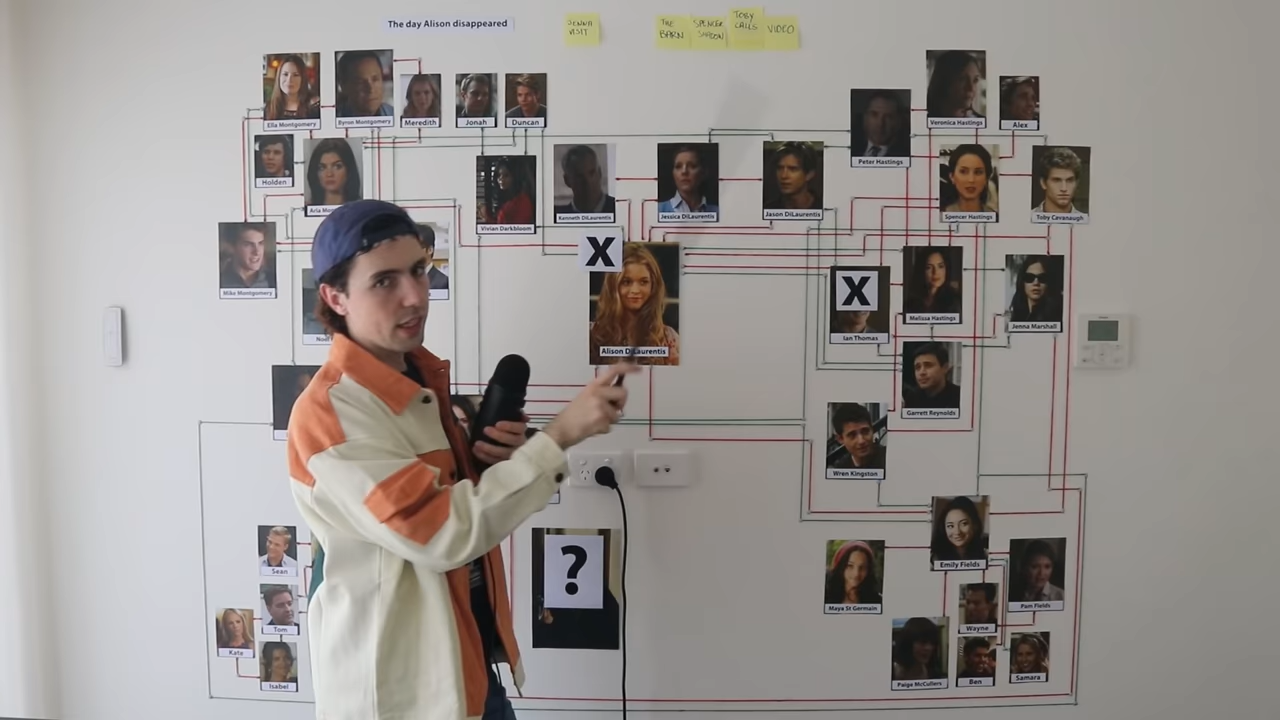 The day Alison disappeared
JENNA
VISIT
THE
BARN
SPENCER
TOBY
CALLS
VIDEO
Ella Montgomery
Byron Montgomery
Meredith
Jonah
Duncan
Veronica Hastings
Alex
Peter Hastings
Holden
Aria
Vivian Darkbloom
Kenneth DiLaurentis
Jessica DiLaurentis
Jason DiLaurentis
Spencer Hastings
Toby Cavanaugh
Mike Montgomery
X
Alison DiLaurentis
X
Ian Thomas
Melissa Hastings
Jenna Marshall
Garrett Reynolds
Wren Kingston
Emily Fields
Maya St Germain
Pam Fields
Wayne
Paige McCullers
Ben
Samara
Sean
Tom
Kate
Isabel
?